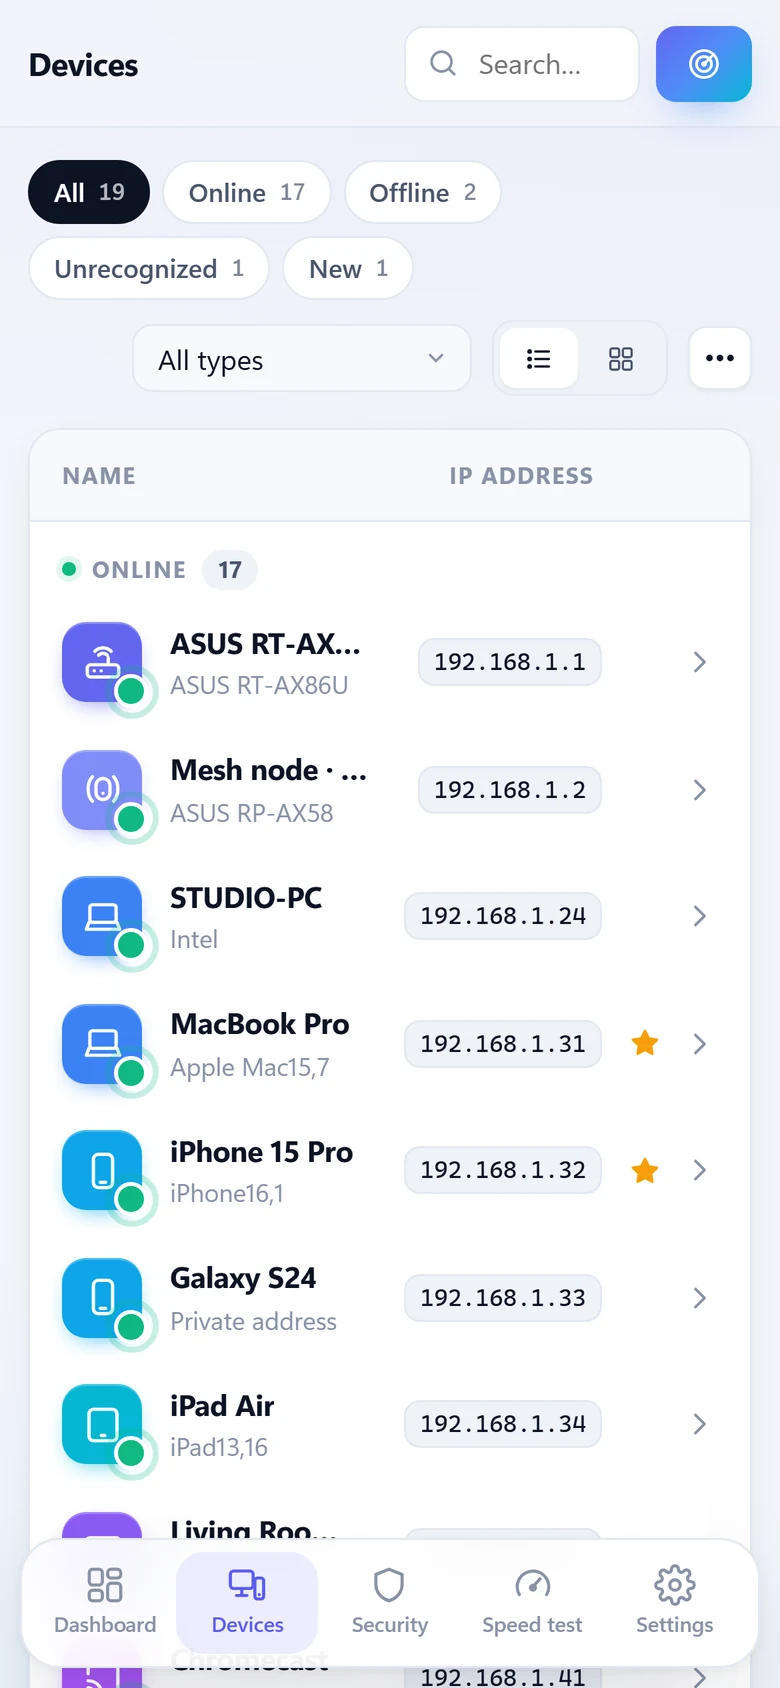 Devices
Search...
All 19
Online 17
Offline 2
Unrecognized 1
New 1
All types
NAME
IP ADDRESS
ONLINE 17
ASUS RT-AX...
192.168.1.1
ASUS RT-AX86U
Mesh node · ...
192.168.1.2
ASUS RP-AX58
STUDIO-PC
192.168.1.24
Intel
MacBook Pro
192.168.1.31
Apple Mac15,7
iPhone 15 Pro
192.168.1.32
iPhone16,1
Galaxy S24
192.168.1.33
Private address
iPad Air
192.168.1.34
iPad13,16
Living Roo...
Dashboard
Devices
Security
Speed test
Settings
Chromecast
192.168.1.41